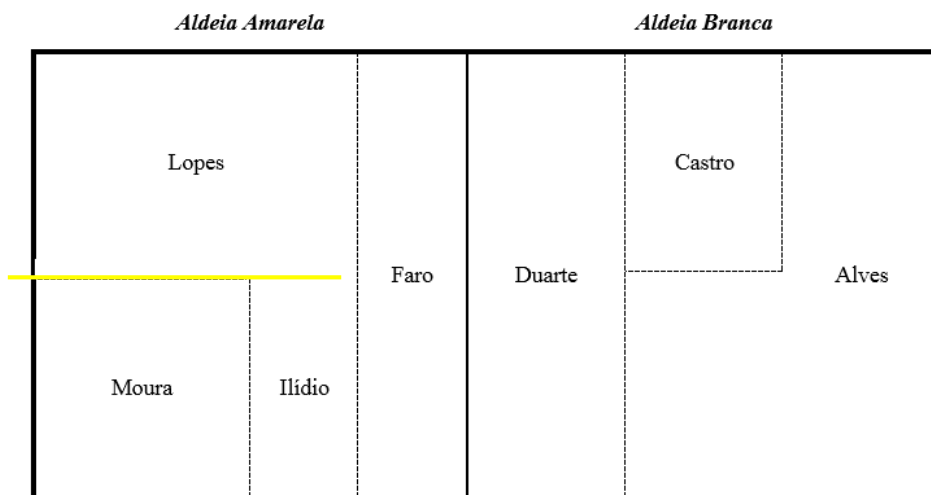 Aldeia Amarela
Aldeia Branca
Lopes
Castro
Faro
Duarte
Alves
Moura
Ilídio